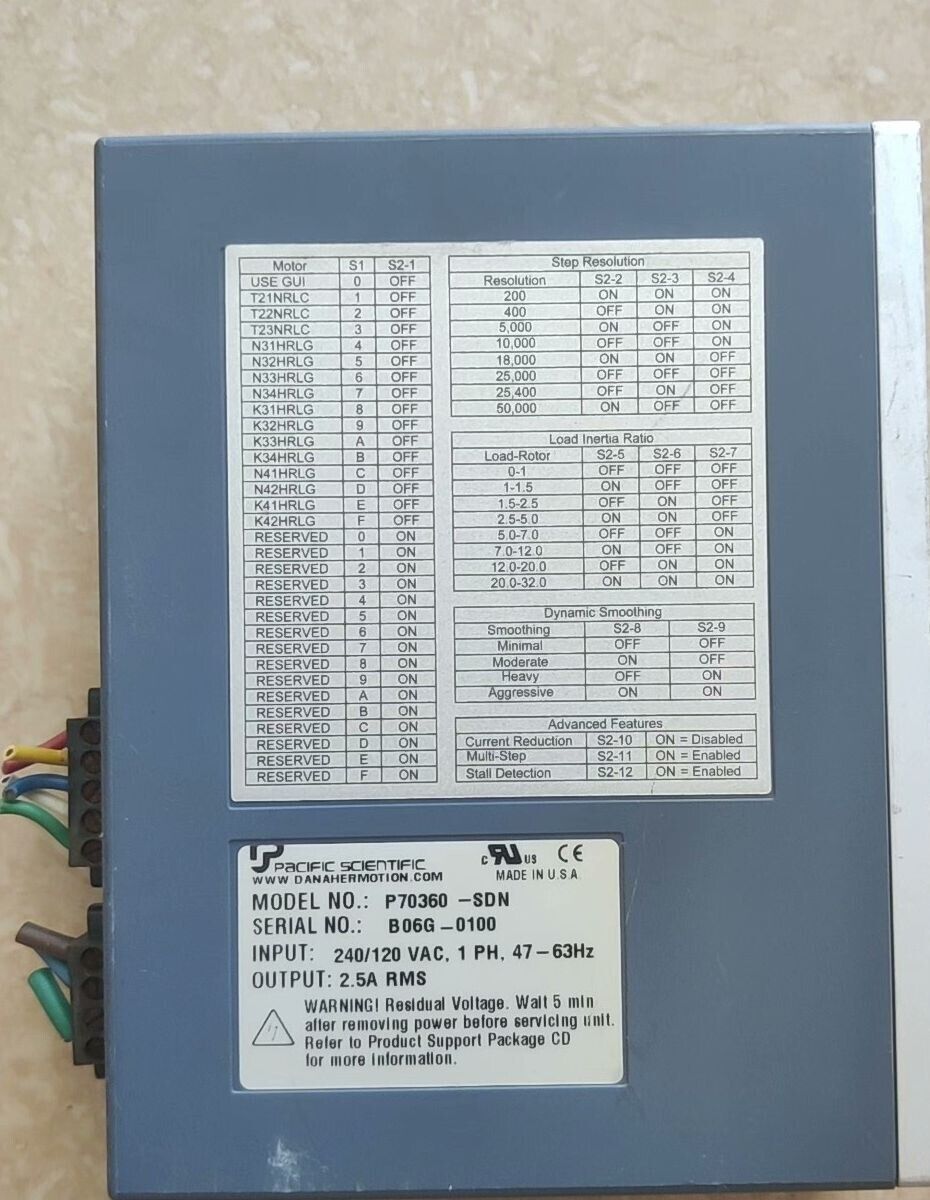 Motor S1 S2-1
USE GUI 0 OFF
T21NRLC 1 OFF
T22NRLC 2 OFF
T23NRLC 3 OFF
N31HRLG 4 OFF
N32HRLG 5 OFF
N33HRLG 6 OFF
N34HRLG 7 OFF
K31HRLG 8 OFF
K32HRLG 9 OFF
K33HRLG A OFF
K34HRLG B OFF
N41HRLG C OFF
N42HRLG D OFF
K41HRLG E OFF
K42HRLG F OFF
RESERVED 0 ON
RESERVED 1 ON
RESERVED 2 ON
RESERVED 3 ON
RESERVED 4 ON
RESERVED 5 ON
RESERVED 6 ON
RESERVED 7 ON
RESERVED 8 ON
RESERVED 9 ON
RESERVED A ON
RESERVED B ON
RESERVED C ON
RESERVED D ON
RESERVED E ON
RESERVED F ON
Step Resolution
Resolution S2-2 S2-3 S2-4
200 ON ON ON
400 OFF ON ON
5,000 ON OFF ON
10,000 OFF OFF ON
18,000 ON ON OFF
25,000 OFF OFF OFF
25,400 OFF ON OFF
50,000 ON OFF OFF
Load Inertia Ratio
Load-Rotor S2-5 S2-6 S2-7
0-1 OFF OFF OFF
1-1.5 ON OFF OFF
1.5-2.5 OFF ON OFF
2.5-5.0 ON ON OFF
5.0-7.0 OFF OFF ON
7.0-12.0 ON OFF ON
12.0-20.0 OFF ON ON
20.0-32.0 ON ON ON
Dynamic Smoothing
Smoothing S2-8 S2-9
Minimal OFF OFF
Moderate ON OFF
Heavy OFF ON
Aggressive ON ON
Advanced Features
Current Reduction S2-10 ON = Disabled
Multi-Step S2-11 ON = Enabled
Stall Detection S2-12 ON = Enabled
PACIFIC SCIENTIFIC
WWW DANAHERMOTION.COM
c RU US CE
MADE IN U.S.A
MODEL NO.: P70360 -SDN
SERIAL NO.: B06G-0100
INPUT: 240/120 VAC, 1 PH, 47-63Hz
OUTPUT: 2.5A RMS
WARNING! Residual Voltage. Wait 5 min
after removing power before servicing unit.
Refer to Product Support Package CD
for more information.